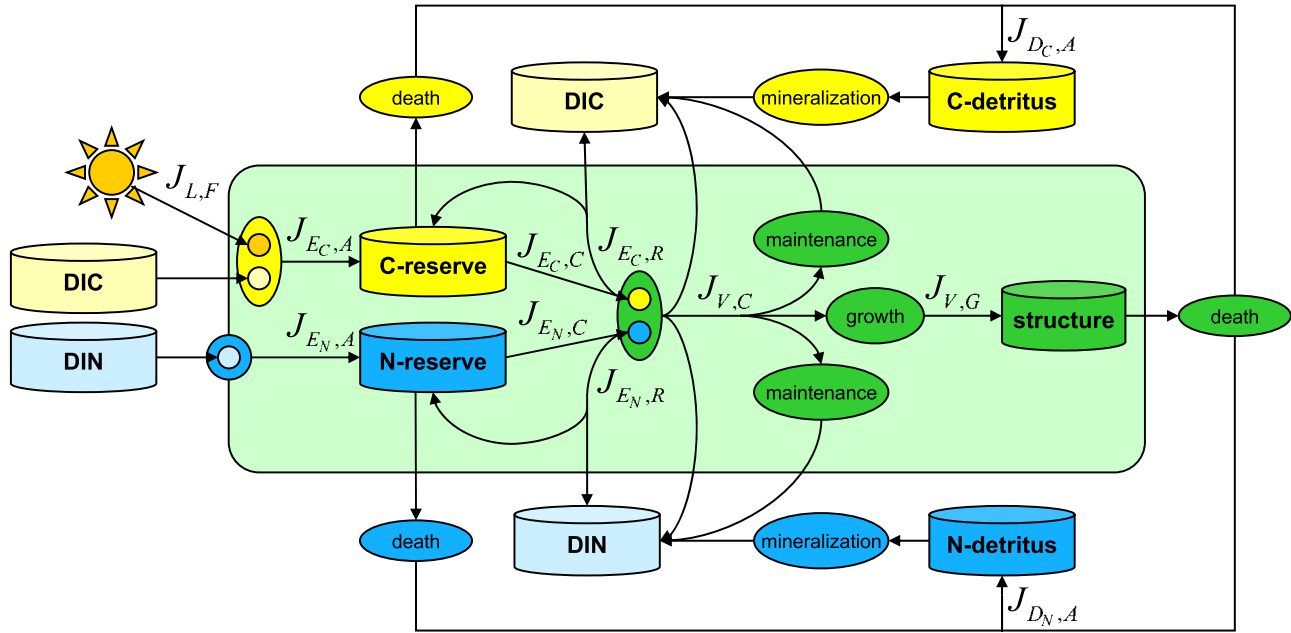 J_{D_C,A}
death
DIC
mineralization
C-detritus
J_{L,F}
J_{E_C,A}
J_{E_C,C}
J_{E_C,R}
maintenance
DIC
C-reserve
J_{V,C}
J_{V,G}
growth
structure
death
DIN
J_{E_N,A}
N-reserve
J_{E_N,C}
J_{E_N,R}
maintenance
death
DIN
mineralization
N-detritus
J_{D_N,A}